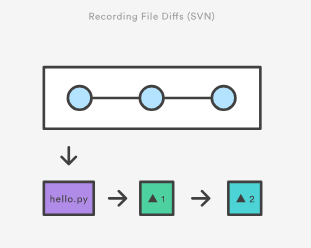 Recording File Diffs (SVN)
hello.py
▲ 1
▲ 2